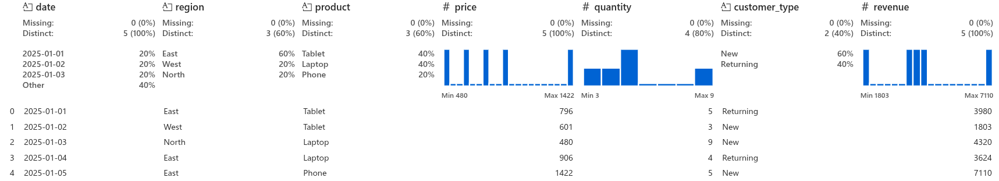 date region product # price # quantity customer_type # revenue
Missing: 0 (0%) Missing: 0 (0%) Missing: 0 (0%) Missing: 0 (0%) Missing: 0 (0%) Missing: 0 (0%) Missing: 0 (0%)
Distinct: 5 (100%) Distinct: 3 (60%) Distinct: 3 (60%) Distinct: 5 (100%) Distinct: 4 (80%) Distinct: 2 (40%) Distinct: 5 (100%)
2025-01-01 20% East 60% Tablet 40% New 60%
2025-01-02 20% West 20% Laptop 40% Returning 40%
2025-01-03 20% North 20% Phone 20%
Other 40%
Min 480 Max 1422 Min 3 Max 9 Min 1803 Max 7110
0 2025-01-01 East Tablet 796 5 Returning 3980
1 2025-01-02 West Tablet 601 3 New 1803
2 2025-01-03 North Laptop 480 9 New 4320
3 2025-01-04 East Laptop 906 4 Returning 3624
4 2025-01-05 East Phone 1422 5 New 7110